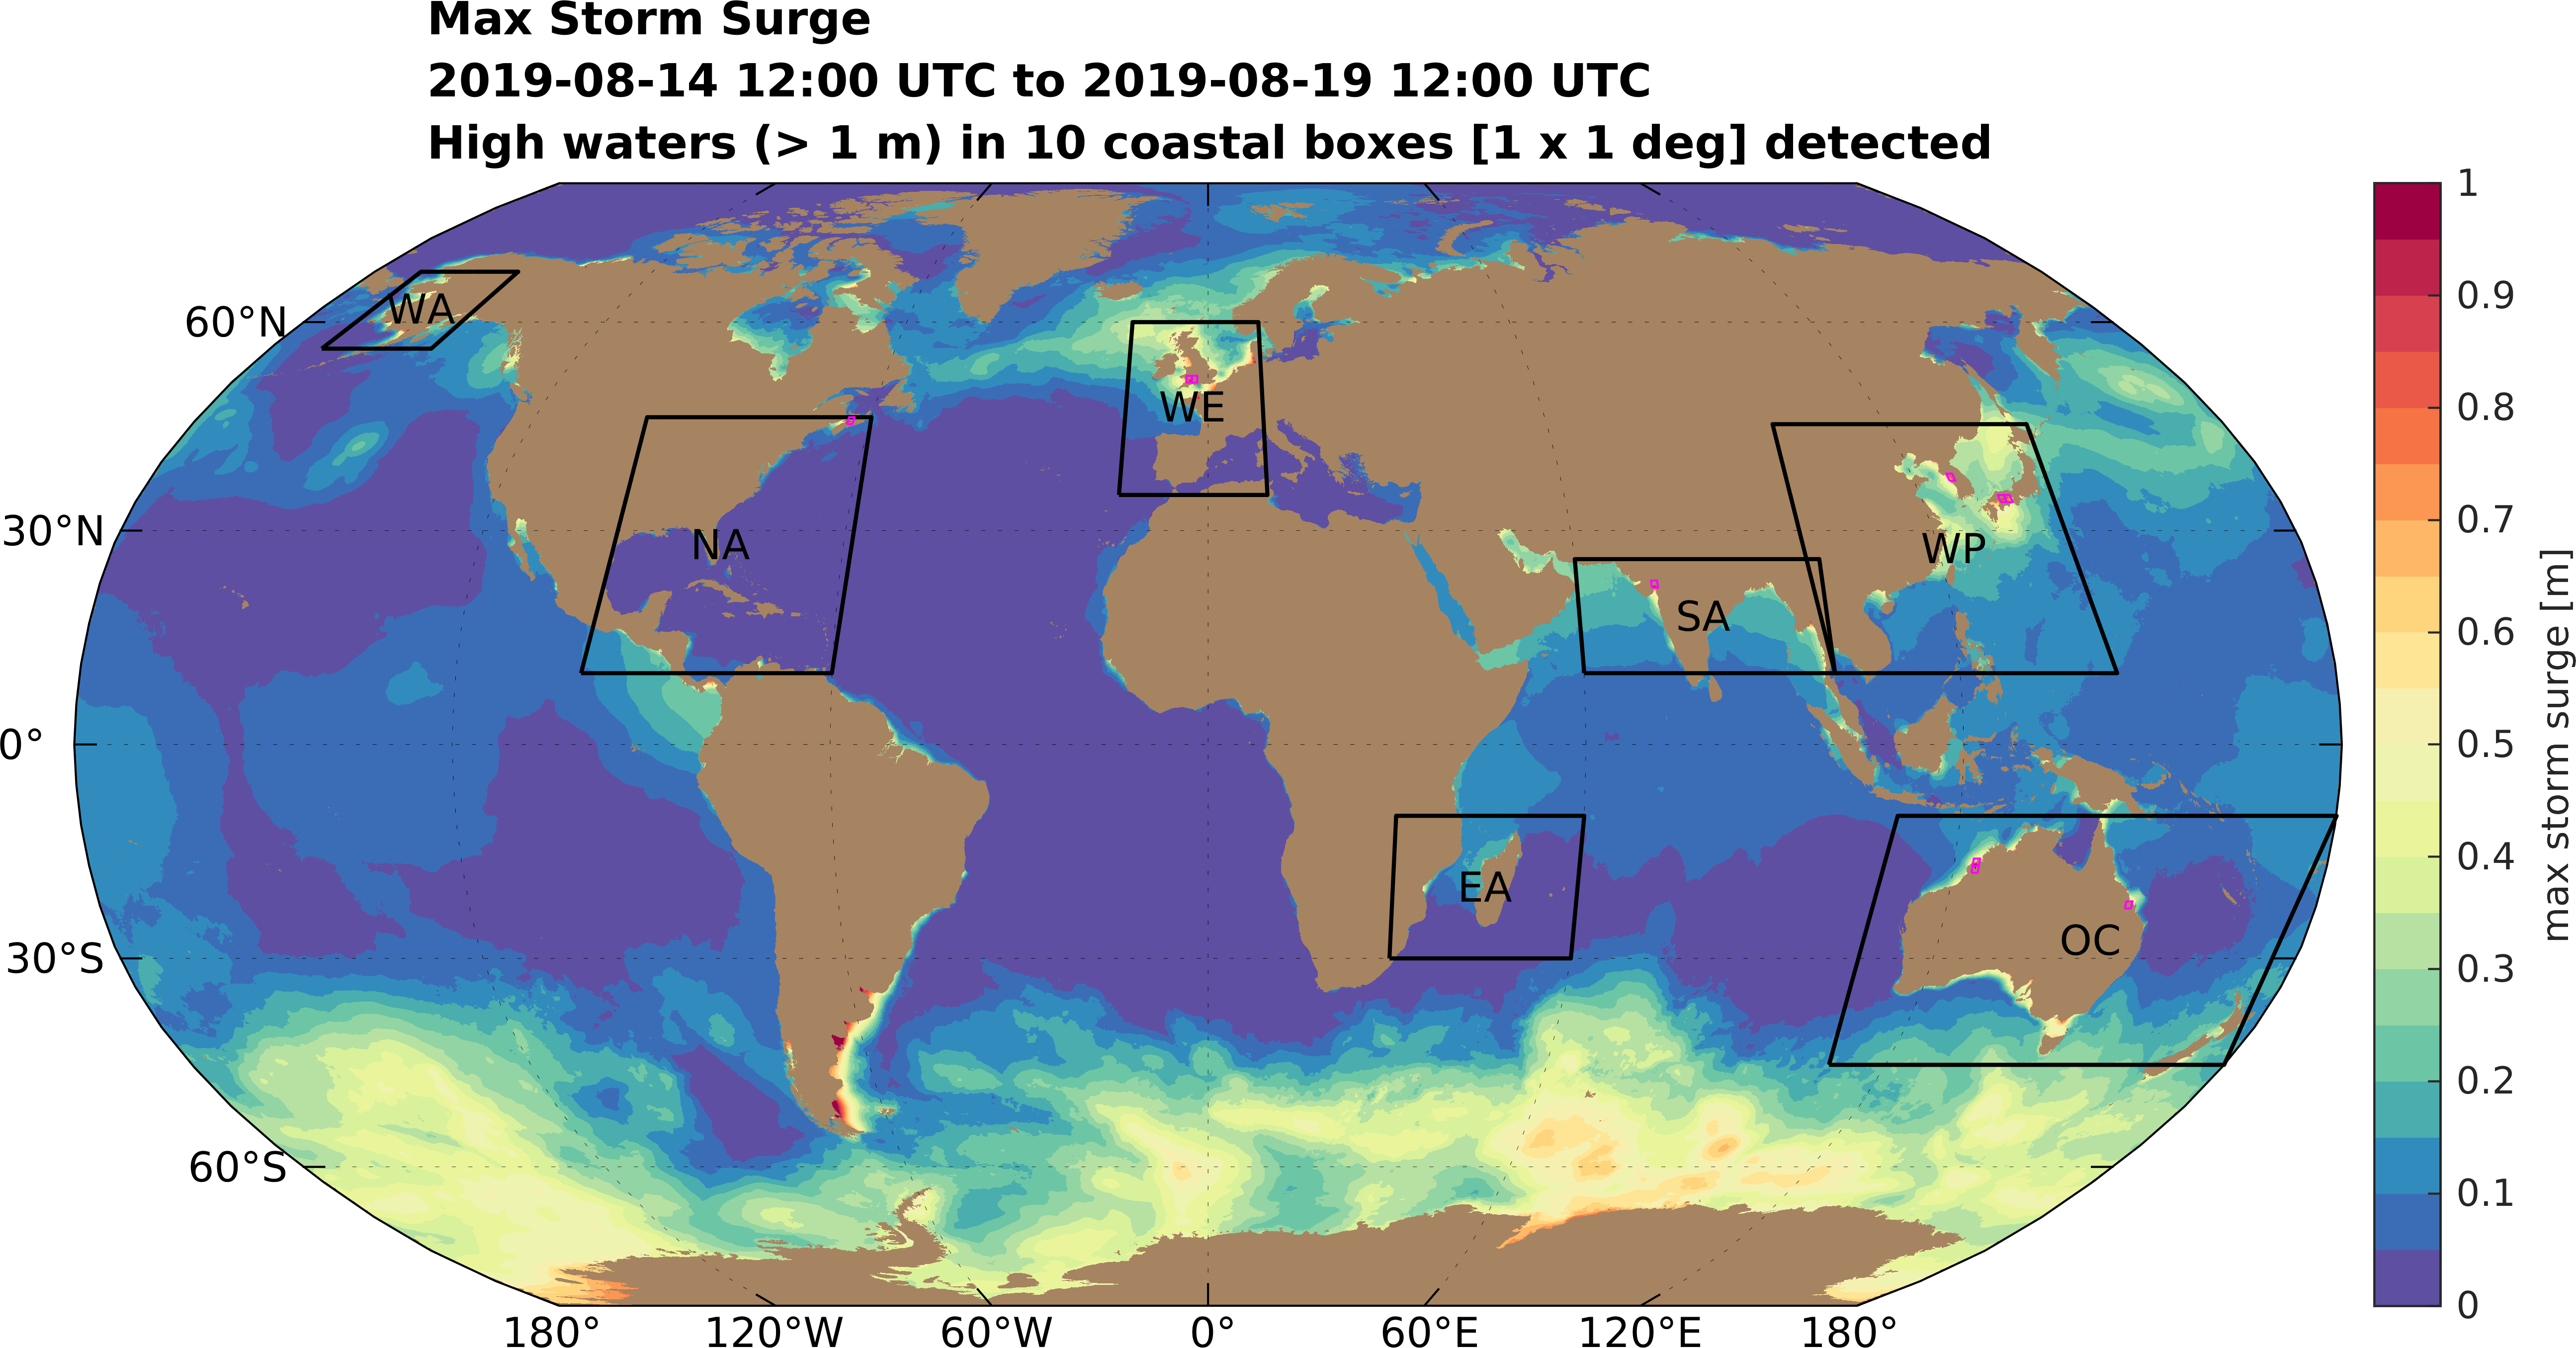 Max Storm Surge
2019-08-14 12:00 UTC to 2019-08-19 12:00 UTC
High waters (> 1 m) in 10 coastal boxes [1 x 1 deg] detected
60°N
30°N
0°
30°S
60°S
WA
NA
WE
SA
WP
EA
OC
180°
120°W
60°W
0°
60°E
120°E
180°
1
0.9
0.8
0.7
0.6
0.5
0.4
0.3
0.2
0.1
0
max storm surge [m]